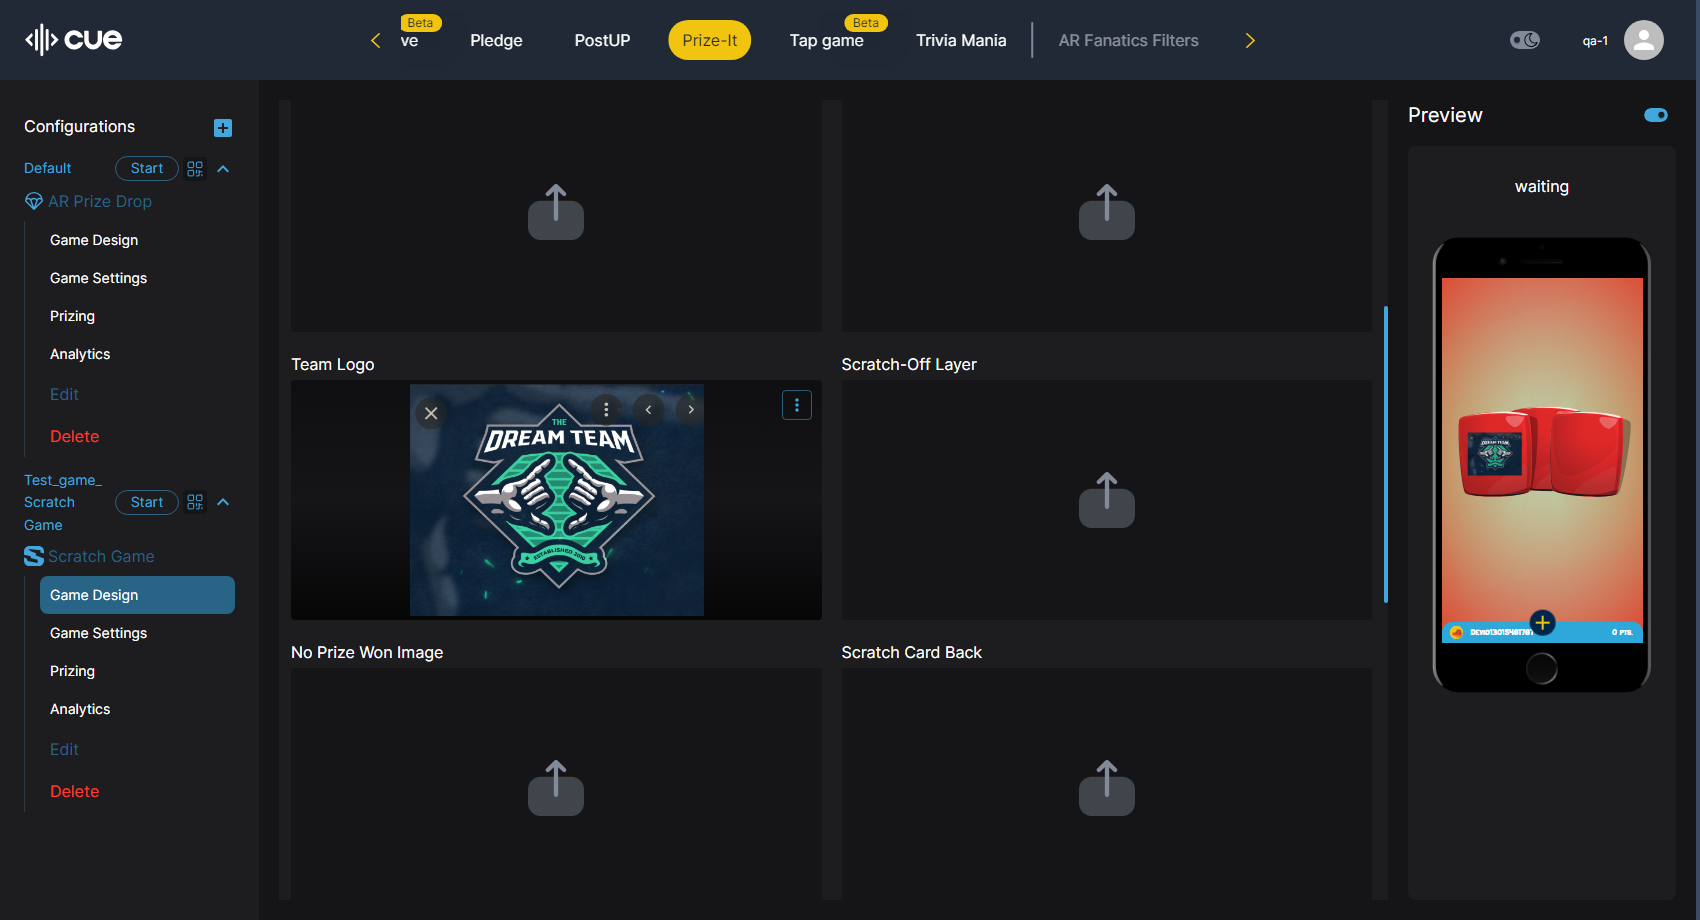 cue
Beta
ve
Pledge
PostUP
Prize-It
Beta
Tap game
Trivia Mania
AR Fanatics Filters
qa-1
Configurations
Default
Start
AR Prize Drop
Game Design
Game Settings
Prizing
Analytics
Edit
Delete
Test_game_
Scratch
Game
Start
Scratch Game
Game Design
Game Settings
Prizing
Analytics
Edit
Delete
Team Logo
THE
DREAM TEAM
ESTABLISHED 2010
Scratch-Off Layer
No Prize Won Image
Scratch Card Back
Preview
waiting
DREAM TEAM
0 PTS.